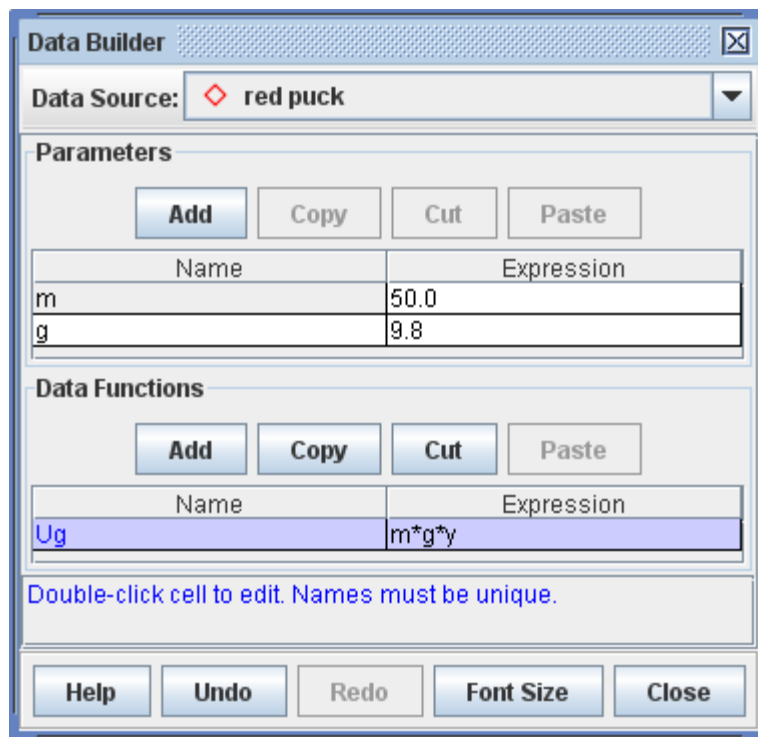 Data Builder
Data Source: red puck
Parameters
Add Copy Cut Paste
Name Expression
m 50.0
g 9.8
Data Functions
Add Copy Cut Paste
Name Expression
Ug m*g*y
Double-click cell to edit. Names must be unique.
Help Undo Redo Font Size Close